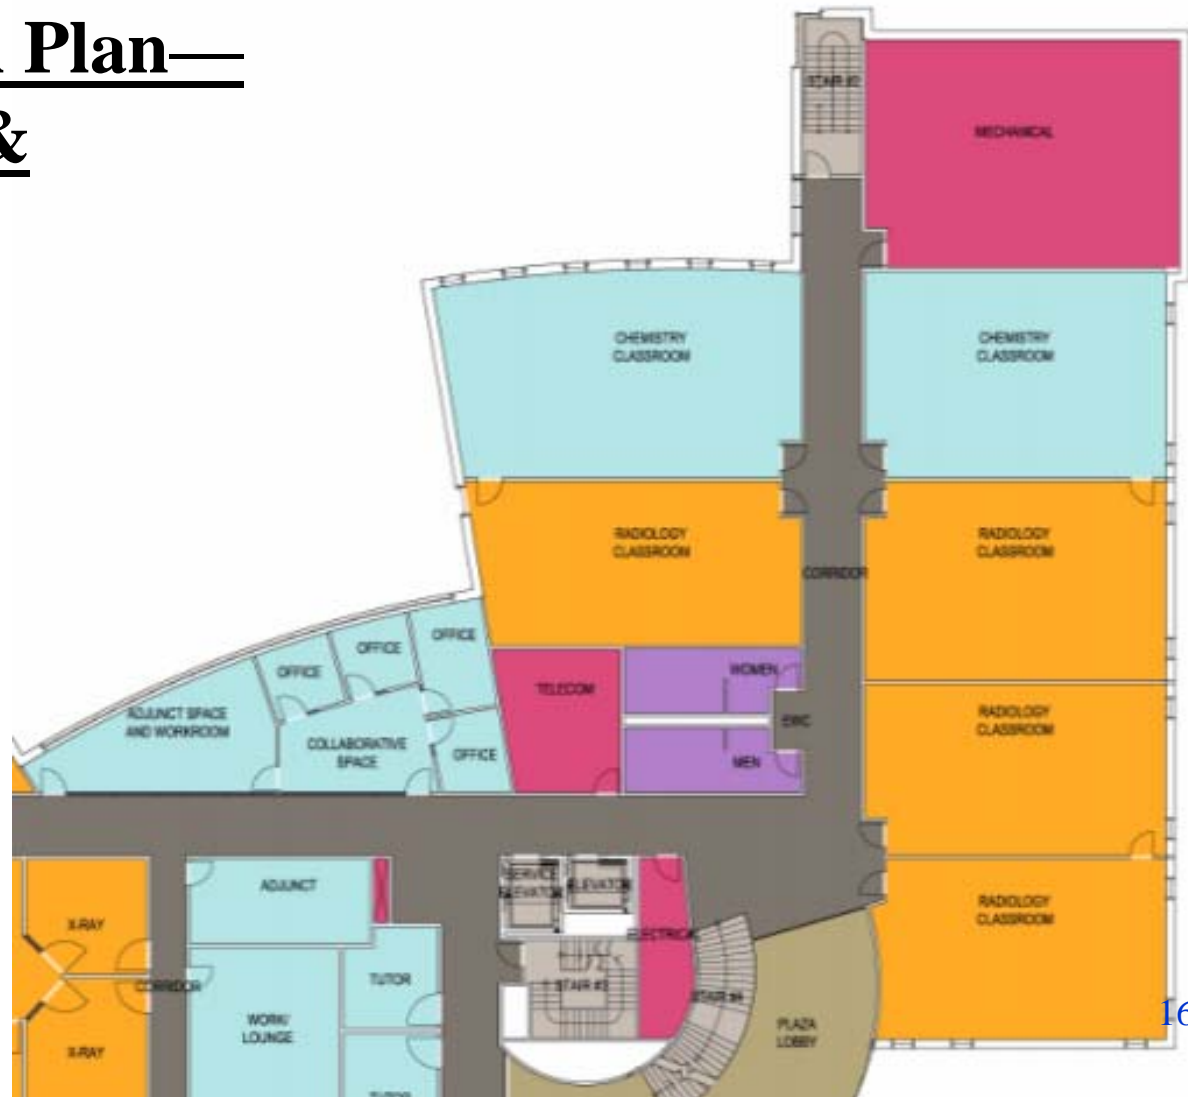 Plan—
&
STAIR #2
MECHANICAL
CHEMISTRY
CLASSROOM
CHEMISTRY
CLASSROOM
RADIOLOGY
CLASSROOM
RADIOLOGY
CLASSROOM
CORRIDOR
OFFICE
OFFICE
OFFICE
TELECOM
WOMEN
ADJUNCT SPACE
AND WORKROOM
COLLABORATIVE
SPACE
OFFICE
EWC
MEN
RADIOLOGY
CLASSROOM
ADJUNCT
SERVICE
ELEVATOR
ELEVATOR
RADIOLOGY
CLASSROOM
X-RAY
ELECTRICAL
CORRIDOR
TUTOR
STAIR #3
STAIR #4
WORK/
LOUNGE
PLAZA
LOBBY
16
X-RAY
TUTOR